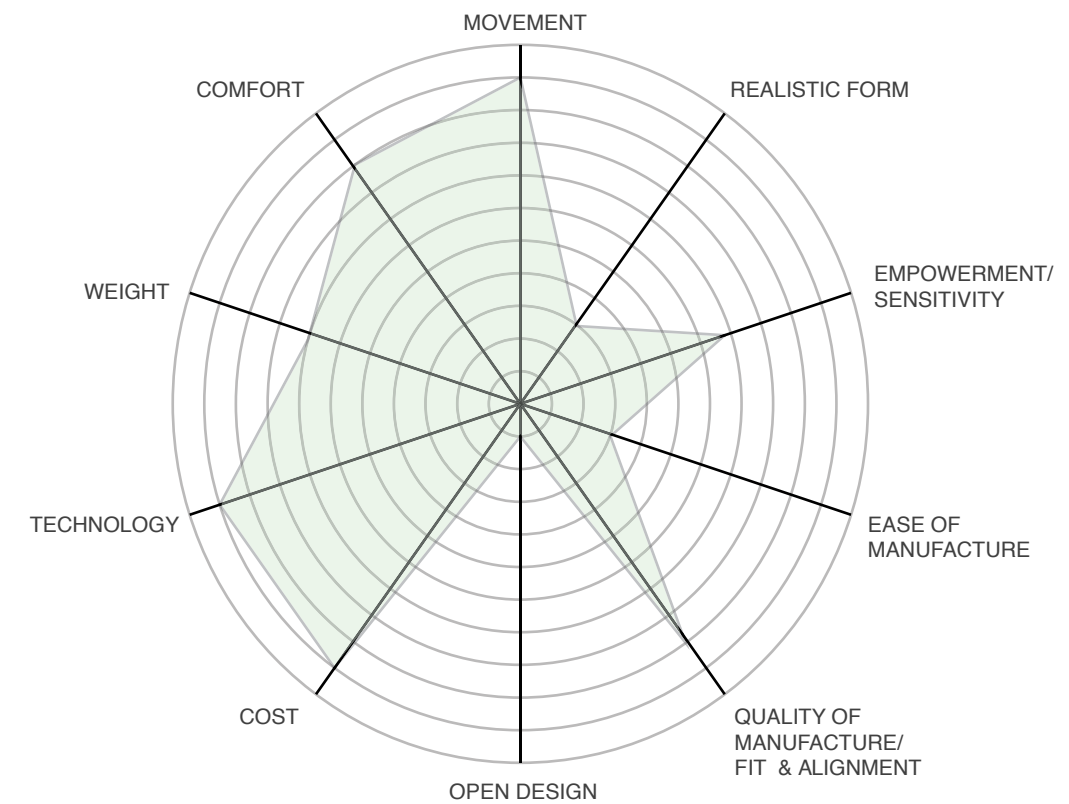 MOVEMENT
COMFORT
REALISTIC FORM
WEIGHT
EMPOWERMENT/
SENSITIVITY
TECHNOLOGY
EASE OF
MANUFACTURE
COST
QUALITY OF
MANUFACTURE/
FIT & ALIGNMENT
OPEN DESIGN